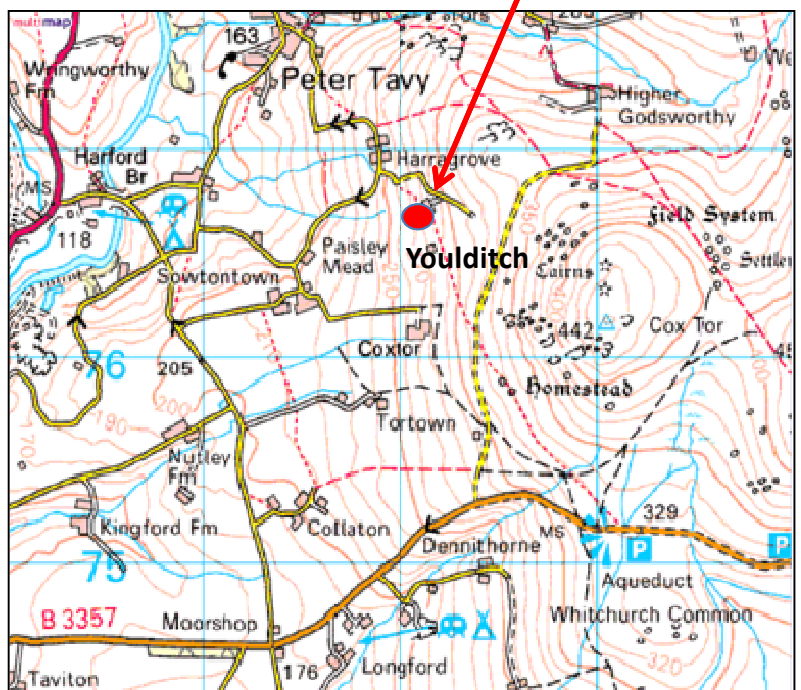 multimap
163
Peter Tavy
Wringworthy
Fm
Higher
Godsworthy
Harford
Br
Harragrove
MS
118
Field System
Paisley
Mead
Youlditch
Cairns
Sowtontown
442
Cox Tor
Coxtor
76
205
Homestead
200
190
170
Tortown
Nutley
Fm
Kingford Fm
Collaton
329
MS
P
P
Dennithorne
75
Aqueduct
B 3357
Moorshop
Whitchurch Common
Longford
176
320
Taviton